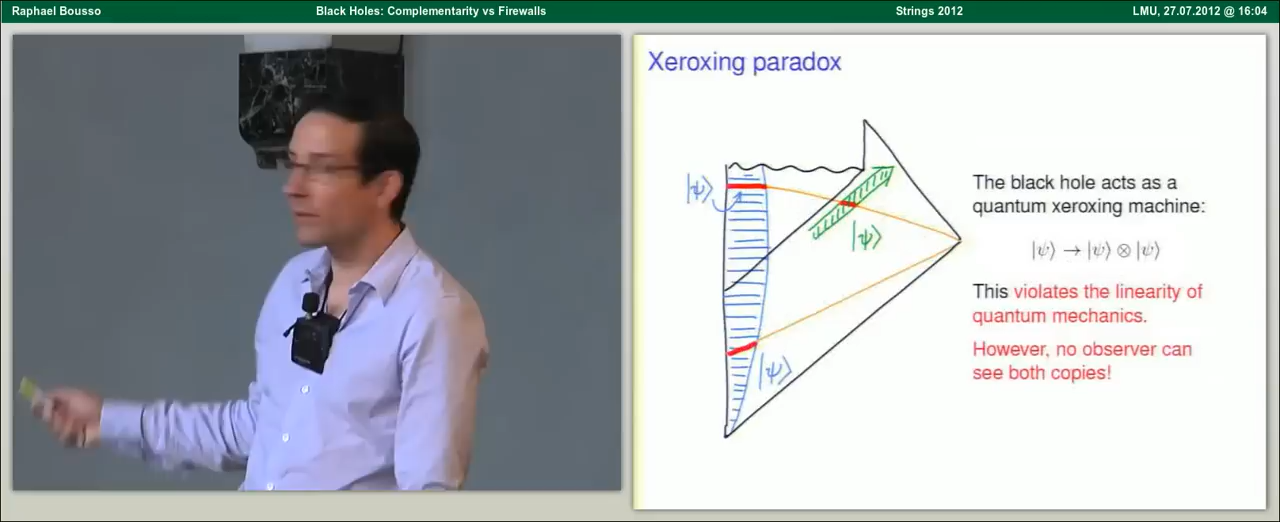 Raphael Bousso
Black Holes: Complementarity vs Firewalls
Strings 2012
LMU, 27.07.2012 @ 16:04
Xeroxing paradox
|ψ⟩
|ψ⟩
|ψ⟩
The black hole acts as a
quantum xeroxing machine:
|ψ⟩ → |ψ⟩ ⊗ |ψ⟩
This violates the linearity of
quantum mechanics.
However, no observer can
see both copies!